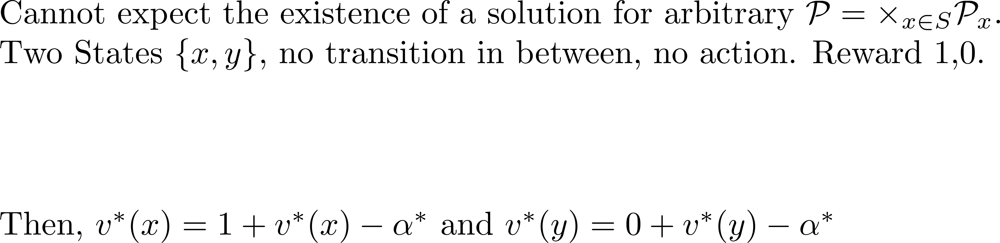 Cannot expect the existence of a solution for arbitrary $\mathcal{P} = \times_{x \in S} \mathcal{P}_x$.
Two States $\{x, y\}$, no transition in between, no action. Reward 1,0.
Then, $v^*(x) = 1 + v^*(x) - \alpha^*$ and $v^*(y) = 0 + v^*(y) - \alpha^*$